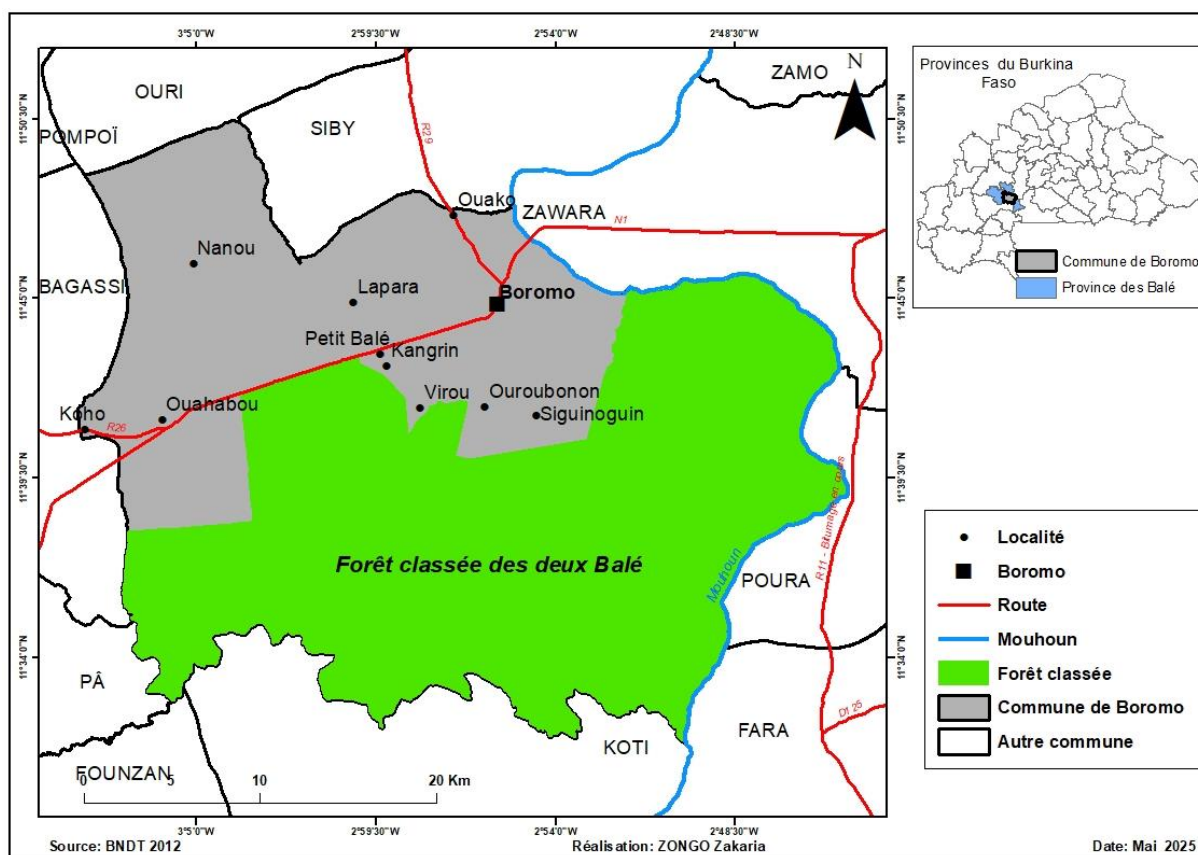 3°5'0"W
2°59'30"W
2°54'0"W
2°48'30"W
11°50'30"N
11°45'0"N
11°39'30"N
11°34'0"N
11°50'30"N
11°45'0"N
11°39'30"N
11°34'0"N
OURI
ZAMO
N
POMPOÏ
SIBY
R29
Ouako
ZAWARA
N1
Nanou
BAGASSI
Lapara
Boromo
Petit Balé
Kangrin
Virou
Ouroubonon
Siguinoguin
Koho
Ouahabou
R26
R11 - Bitumage en cours
Forêt classée des deux Balé
Mouhoun
POURA
PÂ
FARA
D125
KOTI
FOUNZAN
0
5
10
20 Km
3°5'0"W
2°59'30"W
2°54'0"W
2°48'30"W
Source: BNDT 2012
Réalisation: ZONGO Zakaria
Date: Mai 2025
Provinces du Burkina
Faso
Commune de Boromo
Province des Balé
Localité
Boromo
Route
Mouhoun
Forêt classée
Commune de Boromo
Autre commune